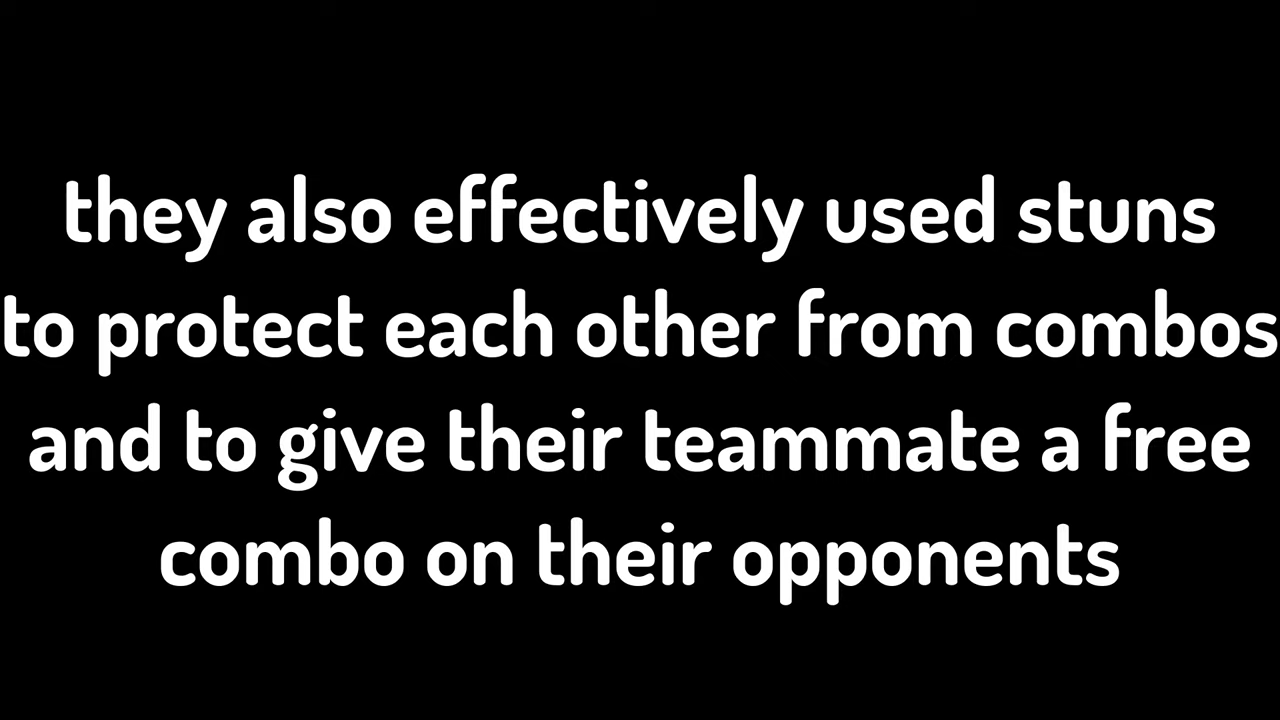 they also effectively used stuns
to protect each other from combos
and to give their teammate a free
combo on their opponents